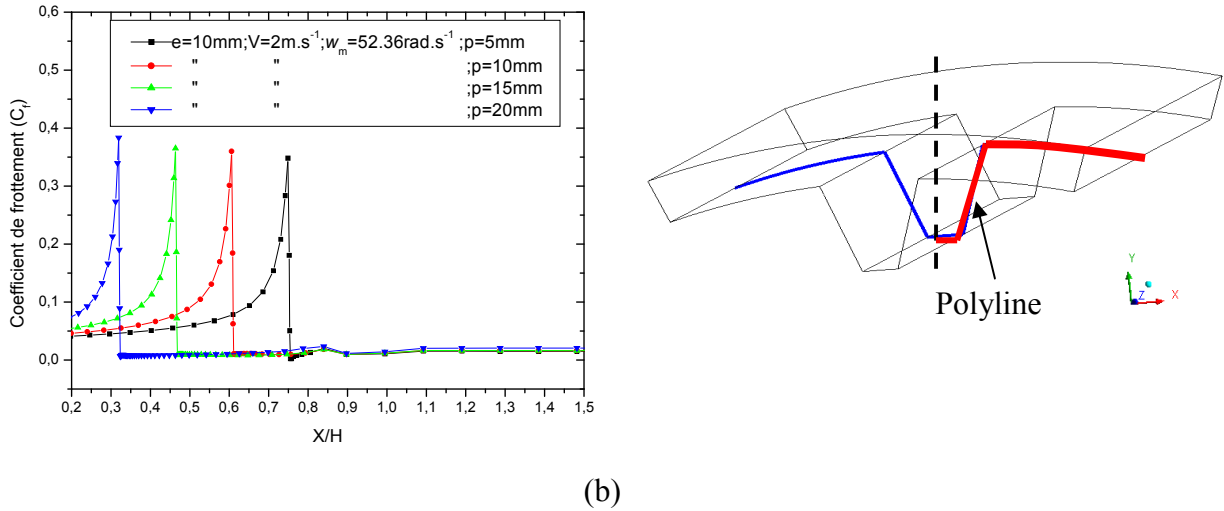 0,6
0,5
0,4
0,3
0,2
0,1
0,0
Coefficient de frottement (C_f)
e=10mm;V=2m.s⁻¹;w_m=52.36rad.s⁻¹ ;p=5mm
" " ;p=10mm
" " ;p=15mm
" " ;p=20mm
0,2 0,3 0,4 0,5 0,6 0,7 0,8 0,9 1,0 1,1 1,2 1,3 1,4 1,5
X/H
Polyline
Y
Z X
(b)